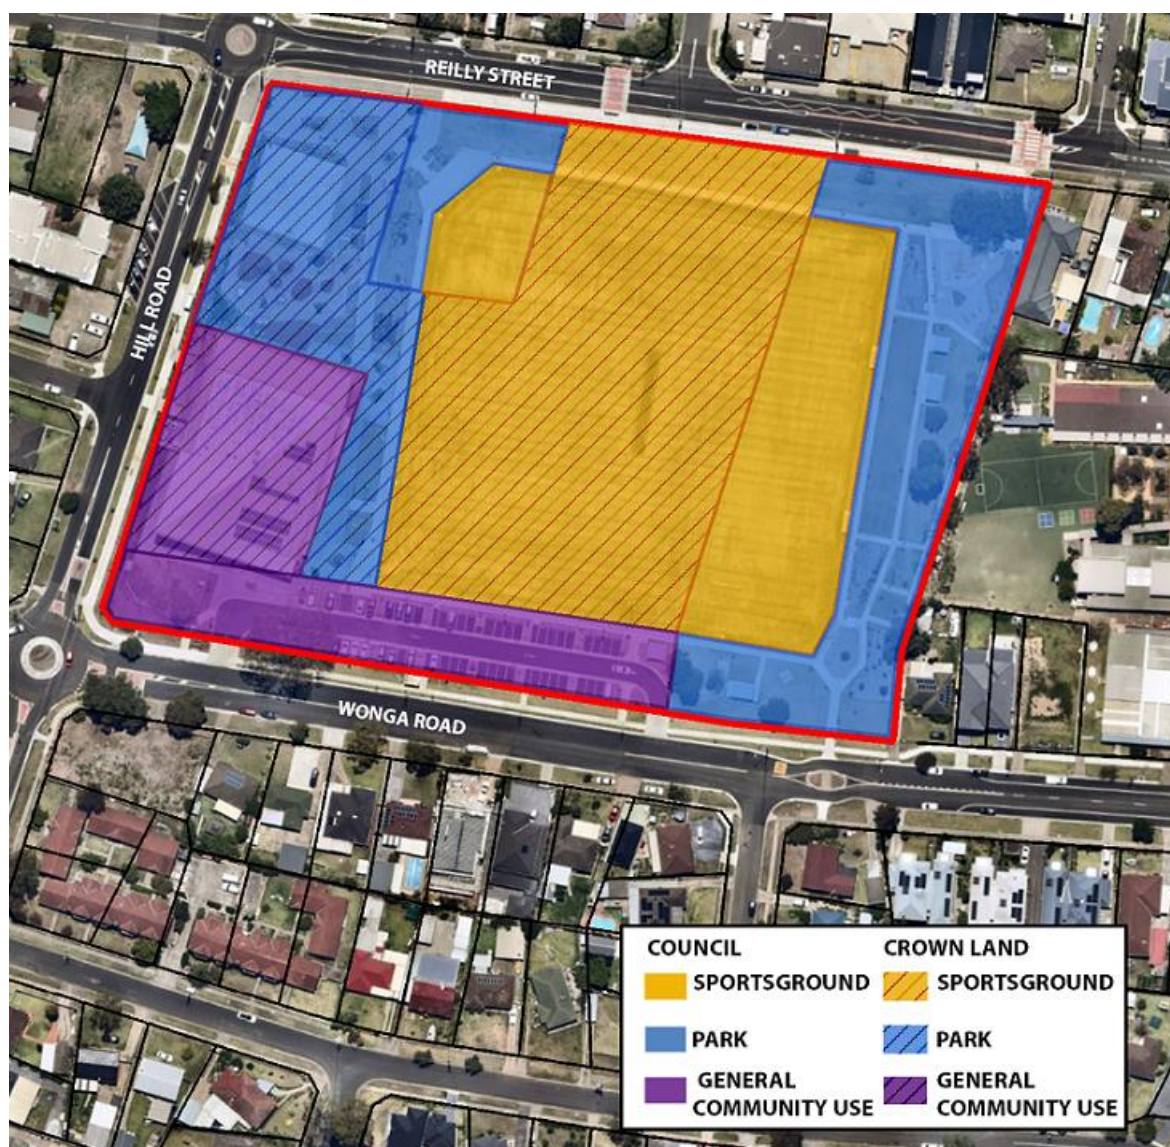 REILLY STREET
HILL ROAD
WONGA ROAD
COUNCIL
CROWN LAND
SPORTSGROUND
SPORTSGROUND
PARK
PARK
GENERAL
COMMUNITY USE
GENERAL
COMMUNITY USE